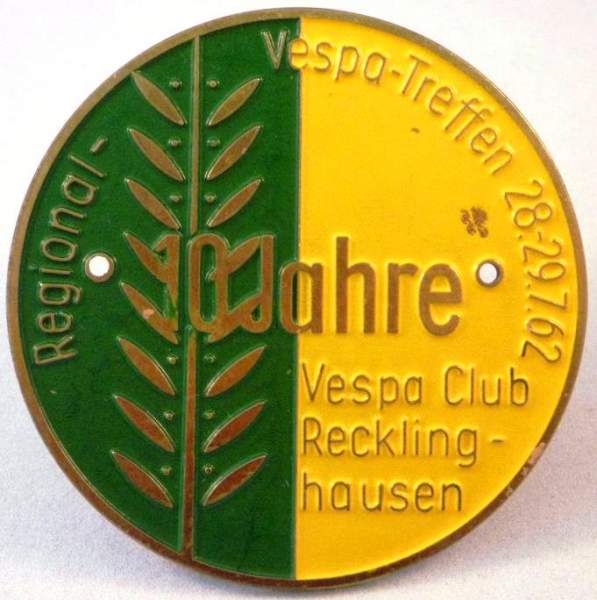 Regional-
Vespa-Treffen 28.-29.7.62
10 Jahre
Vespa Club
Reckling-
hausen